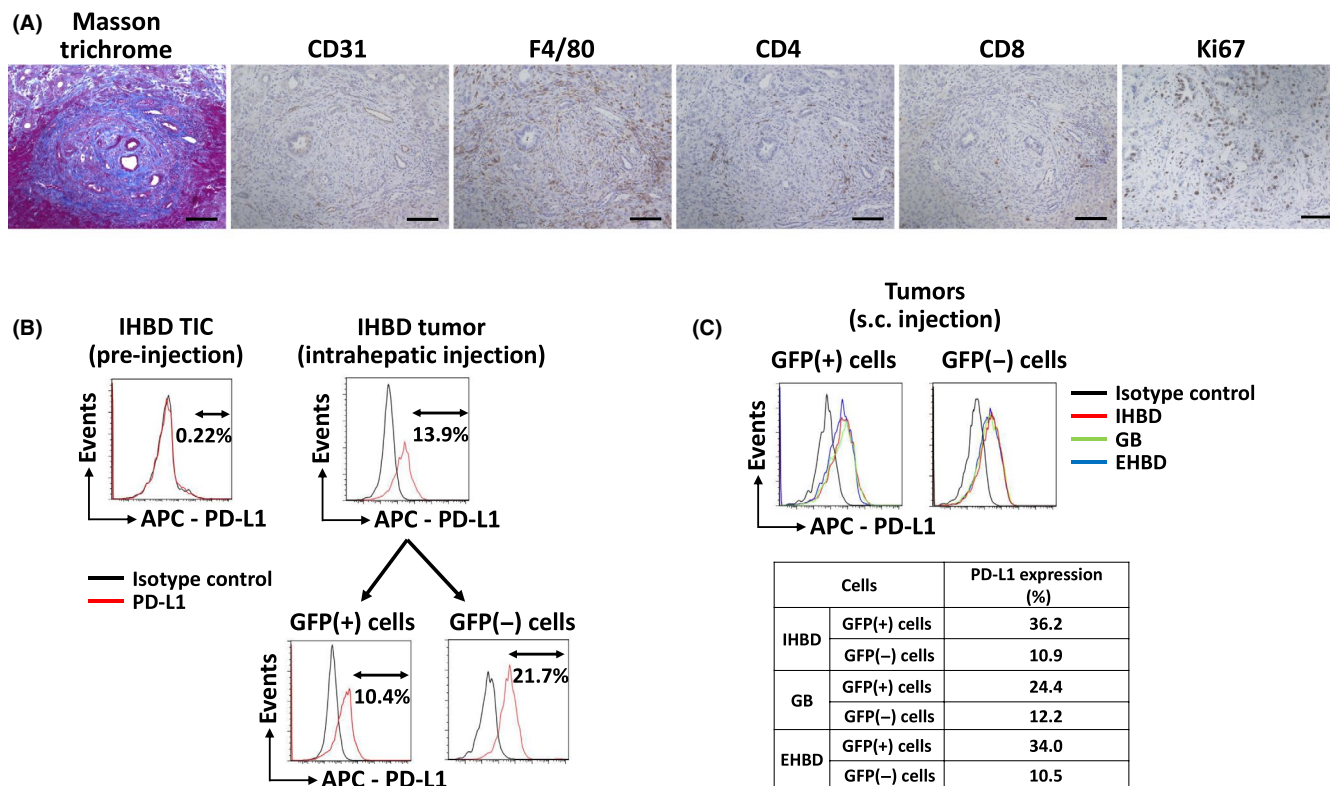 (A)
Masson
trichrome
CD31
F4/80
CD4
CD8
Ki67
(B)
IHBD TIC
(pre-injection)
IHBD tumor
(intrahepatic injection)
Events
0.22%
APC - PD-L1
13.9%
APC - PD-L1
Isotype control
PD-L1
GFP(+) cells
GFP(−) cells
Events
10.4%
21.7%
APC - PD-L1
(C)
Tumors
(s.c. injection)
GFP(+) cells
GFP(−) cells
Events
APC - PD-L1
Isotype control
IHBD
GB
EHBD
Cells
PD-L1 expression
(%)
IHBD
GFP(+) cells 36.2
GFP(−) cells 10.9
GB
GFP(+) cells 24.4
GFP(−) cells 12.2
EHBD
GFP(+) cells 34.0
GFP(−) cells 10.5